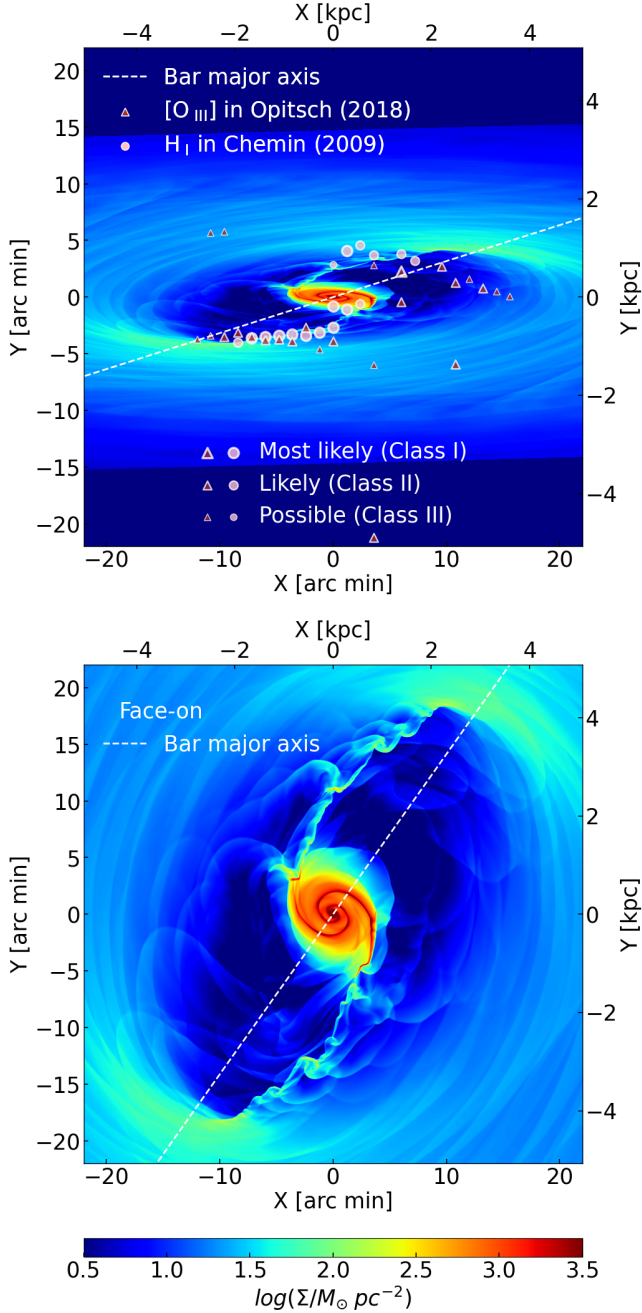 X [kpc]
−4 −2 0 2 4
Bar major axis
[O III] in Opitsch (2018)
H I in Chemin (2009)
Y [arc min]
20
15
10
5
0
−5
−10
−15
−20
4
2
0
−2
−4
Y [kpc]
Most likely (Class I)
Likely (Class II)
Possible (Class III)
−20 −10 0 10 20
X [arc min]
X [kpc]
−4 −2 0 2 4
Face-on
Bar major axis
Y [arc min]
20
15
10
5
0
−5
−10
−15
−20
4
2
0
−2
−4
Y [kpc]
−20 −10 0 10 20
X [arc min]
0.5 1.0 1.5 2.0 2.5 3.0 3.5
log(Σ/M⊙ pc⁻²)